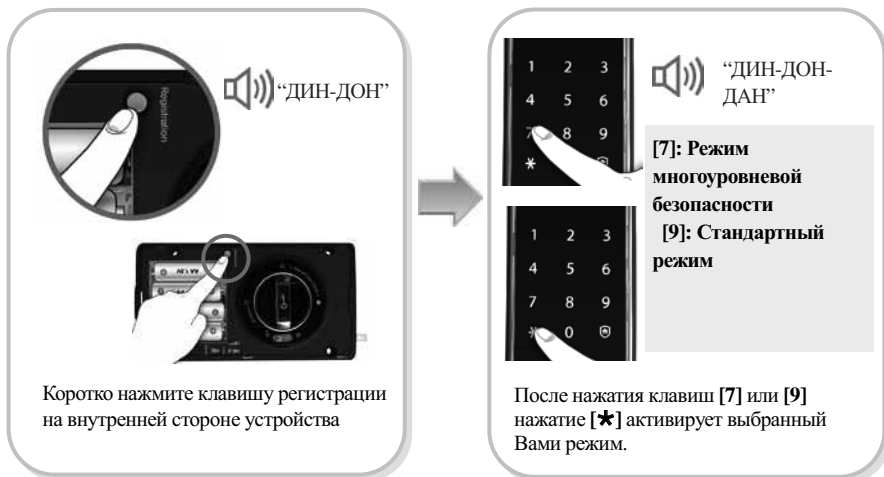 Registration
“ДИН-ДОН”
Коротко нажмите клавишу регистрации
на внутренней стороне устройства
1 2 3
4 5 6
7 8 9
*
“ДИН-ДОН-
ДАН”
[7]: Режим
многоуровневой
безопасности
[9]: Стандартный
режим
1 2 3
4 5 6
7 8 9
* 0
После нажатия клавиш [7] или [9]
нажатие [★] активирует выбранный
Вами режим.